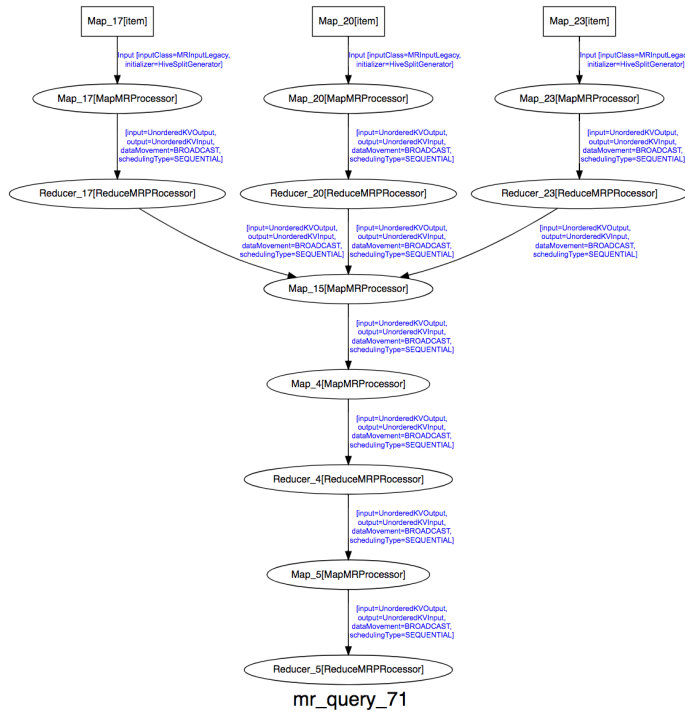 Map_17[item]
Map_20[item]
Map_23[item]
Input [inputClass=MRInputLegacy,
initializer=HiveSplitGenerator]
Input [inputClass=MRInputLegacy,
initializer=HiveSplitGenerator]
Input [inputClass=MRInputLegacy,
initializer=HiveSplitGenerator]
Map_17[MapMRProcessor]
Map_20[MapMRProcessor]
Map_23[MapMRProcessor]
[input=UnorderedKVOutput,
output=UnorderedKVInput,
dataMovement=BROADCAST,
schedulingType=SEQUENTIAL]
[input=UnorderedKVOutput,
output=UnorderedKVInput,
dataMovement=BROADCAST,
schedulingType=SEQUENTIAL]
[input=UnorderedKVOutput,
output=UnorderedKVInput,
dataMovement=BROADCAST,
schedulingType=SEQUENTIAL]
Reducer_17[ReduceMRPRocessor]
Reducer_20[ReduceMRPRocessor]
Reducer_23[ReduceMRPRocessor]
[input=UnorderedKVOutput,
output=UnorderedKVInput,
dataMovement=BROADCAST,
schedulingType=SEQUENTIAL]
[input=UnorderedKVOutput,
output=UnorderedKVInput,
dataMovement=BROADCAST,
schedulingType=SEQUENTIAL]
[input=UnorderedKVOutput,
output=UnorderedKVInput,
dataMovement=BROADCAST,
schedulingType=SEQUENTIAL]
Map_15[MapMRProcessor]
[input=UnorderedKVOutput,
output=UnorderedKVInput,
dataMovement=BROADCAST,
schedulingType=SEQUENTIAL]
Map_4[MapMRProcessor]
[input=UnorderedKVOutput,
output=UnorderedKVInput,
dataMovement=BROADCAST,
schedulingType=SEQUENTIAL]
Reducer_4[ReduceMRPRocessor]
[input=UnorderedKVOutput,
output=UnorderedKVInput,
dataMovement=BROADCAST,
schedulingType=SEQUENTIAL]
Map_5[MapMRProcessor]
[input=UnorderedKVOutput,
output=UnorderedKVInput,
dataMovement=BROADCAST,
schedulingType=SEQUENTIAL]
Reducer_5[ReduceMRPRocessor]
mr_query_71